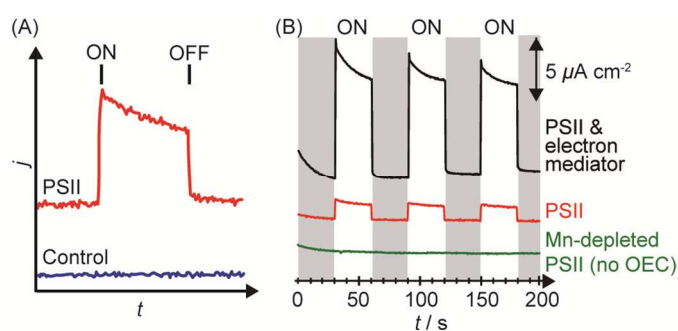 (A)
ON
OFF
j
PSII
Control
t
(B)
ON
ON
ON
5 µA cm⁻²
PSII &
electron
mediator
PSII
Mn-depleted
PSII (no OEC)
0
50
100
150
200
t / s